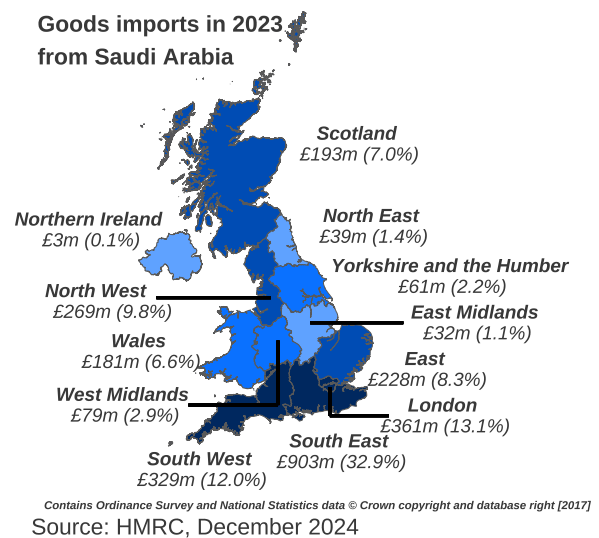 Goods imports in 2023
from Saudi Arabia
Scotland
£193m (7.0%)
Northern Ireland
£3m (0.1%)
North East
£39m (1.4%)
Yorkshire and the Humber
£61m (2.2%)
North West
£269m (9.8%)
East Midlands
£32m (1.1%)
Wales
£181m (6.6%)
East
£228m (8.3%)
West Midlands
£79m (2.9%)
London
£361m (13.1%)
South East
£903m (32.9%)
South West
£329m (12.0%)
Contains Ordinance Survey and National Statistics data © Crown copyright and database right [2017]
Source: HMRC, December 2024